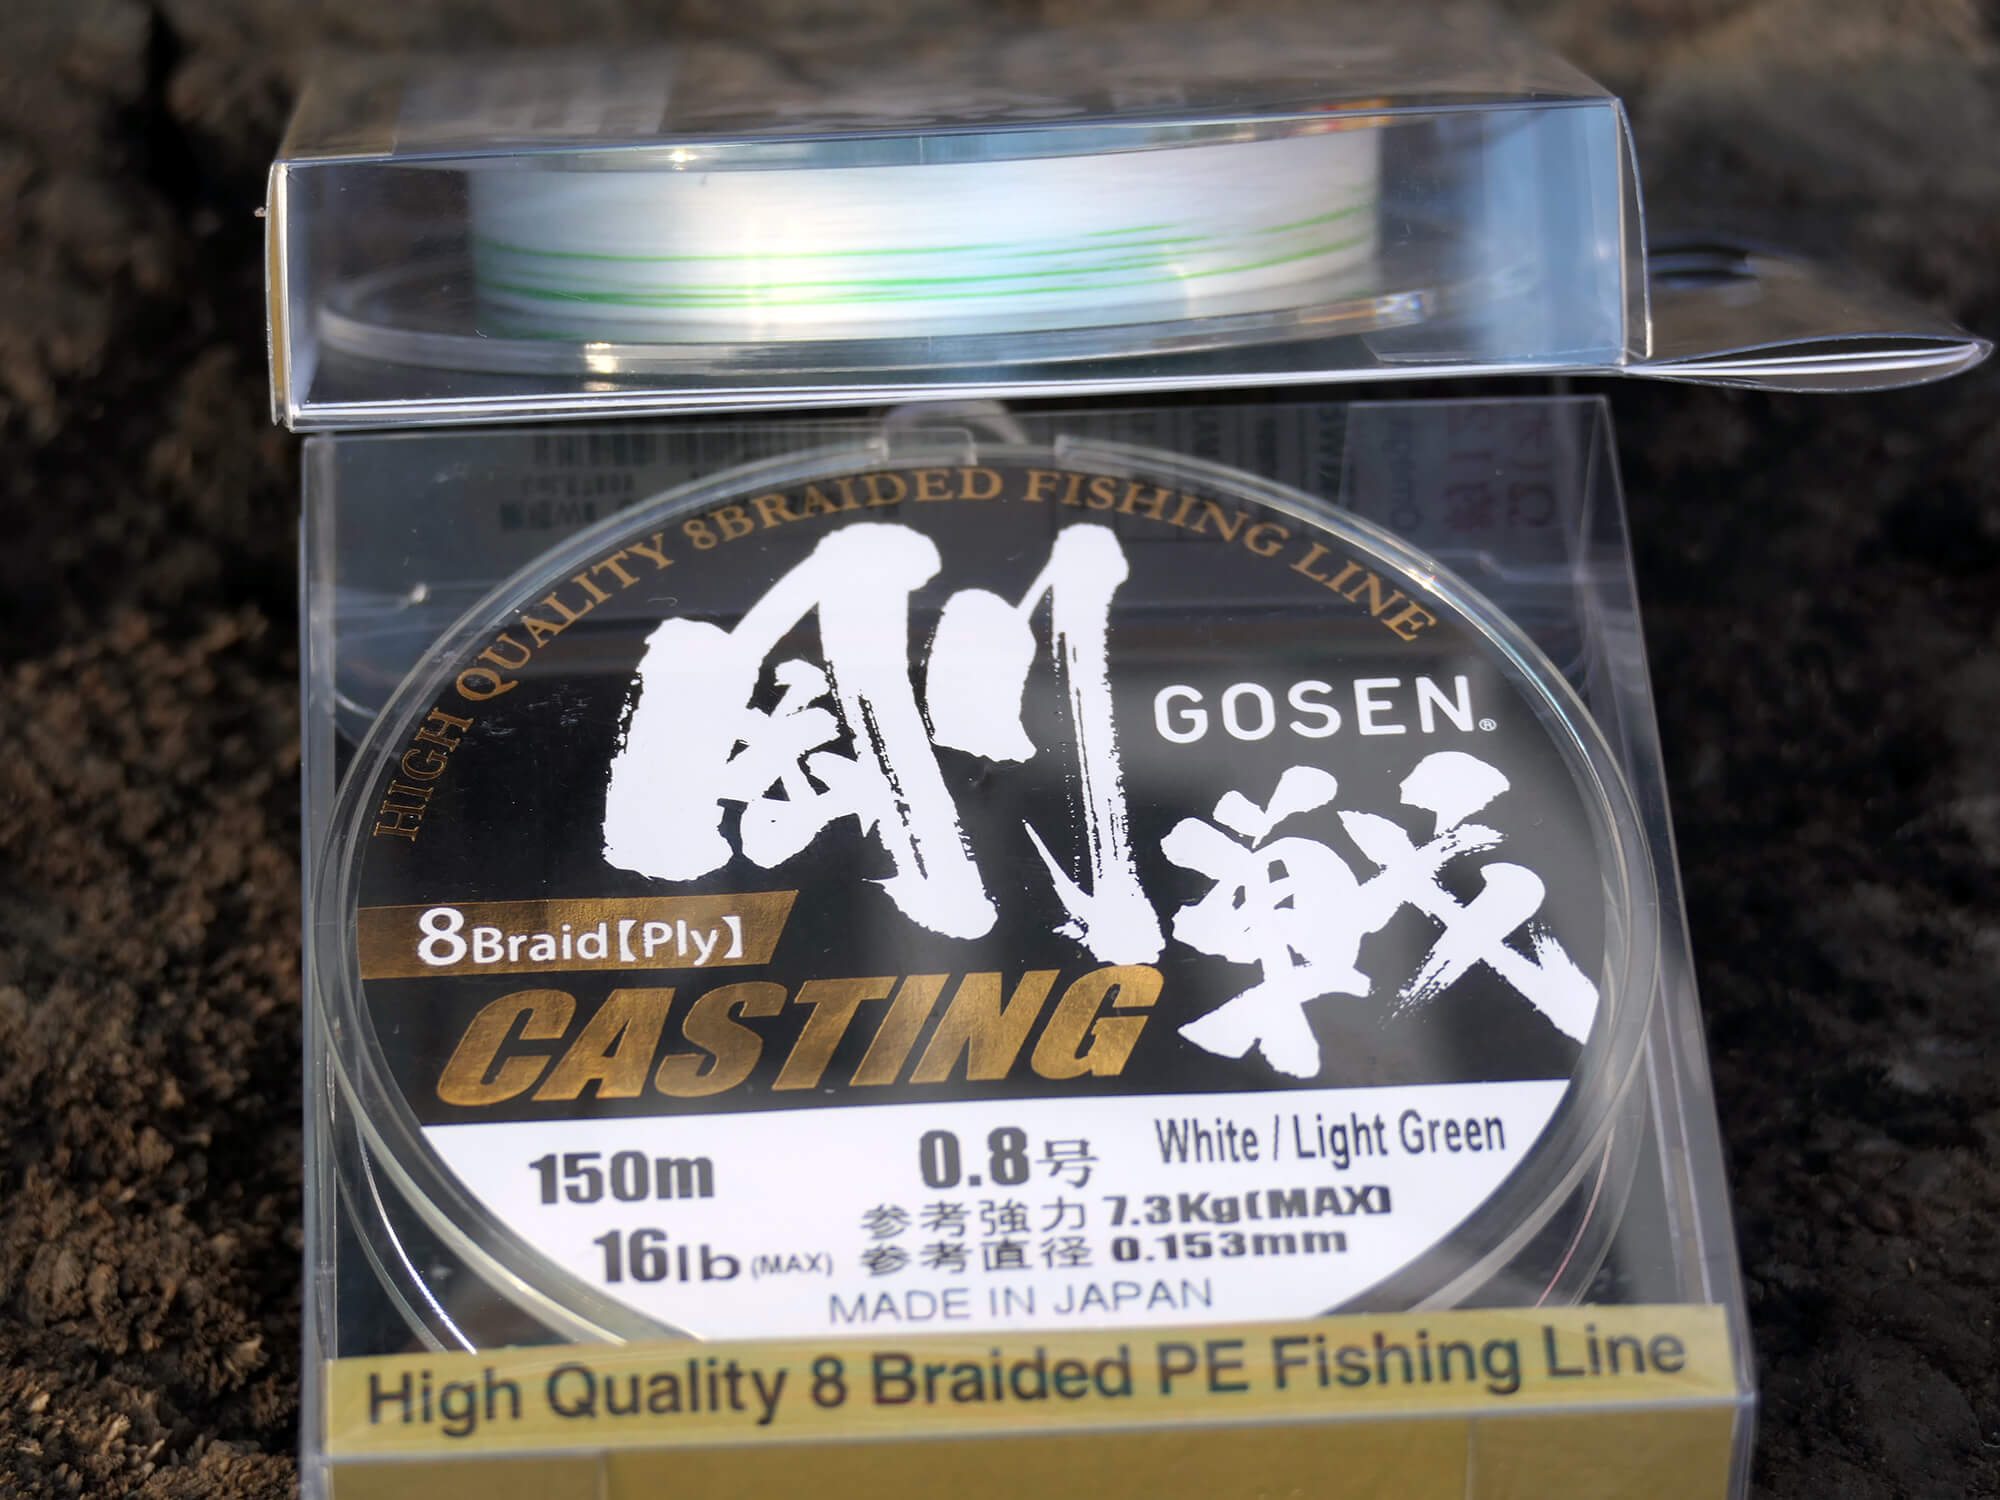 HIGH QUALITY 8BRAIDED FISHING LINE
剛戦
GOSEN®
8Braid【Ply】
CASTING
150m
0.8号
White / Light Green
16lb (MAX)
参考強力 7.3Kg(MAX)
参考直径 0.153mm
MADE IN JAPAN
High Quality 8 Braided PE Fishing Line